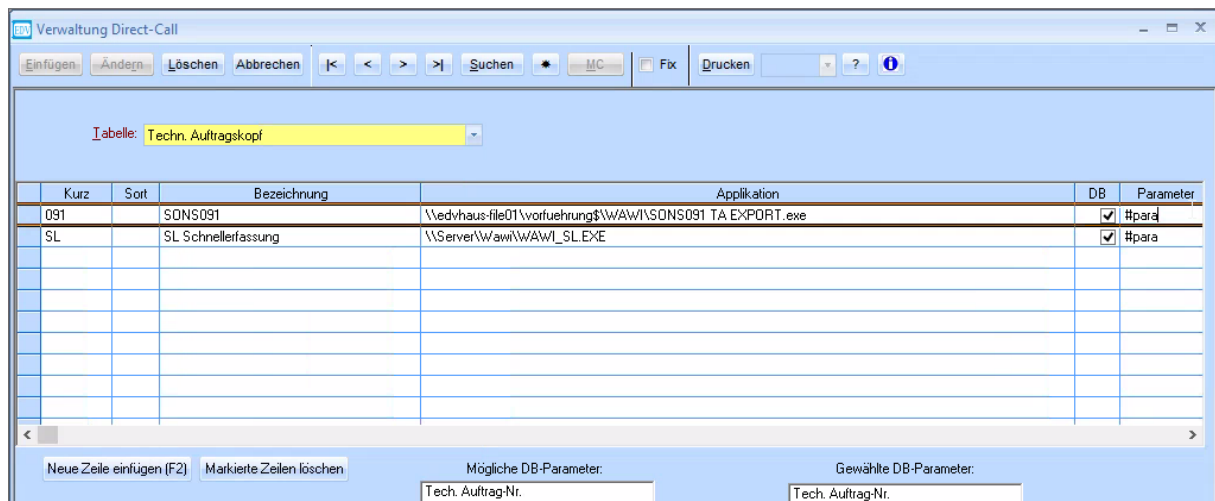 EDV Verwaltung Direct-Call
Einfügen Ändern Löschen Abbrechen |< < > >| Suchen * MC Fix Drucken ? i
Tabelle: Techn. Auftragskopf
Kurz Sort Bezeichnung Applikation DB Parameter
091 SONS091 \\edvhaus-file01\vorfuehrung$\WAWI\SONS091 TA EXPORT.exe #para
SL SL Schnellerfassung \\Server\Wawi\WAWI_SL.EXE #para
Neue Zeile einfügen (F2) Markierte Zeilen löschen Mögliche DB-Parameter: Gewählte DB-Parameter:
Tech. Auftrag-Nr. Tech. Auftrag-Nr.